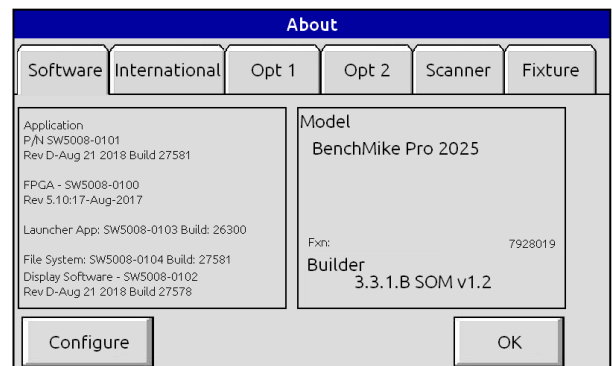 About
Software International Opt 1 Opt 2 Scanner Fixture
Application
P/N SW5008-0101
Rev D-Aug 21 2018 Build 27581
FPGA - SW5008-0100
Rev 5.10:17-Aug-2017
Launcher App: SW5008-0103 Build: 26300
File System: SW5008-0104 Build: 27581
Display Software - SW5008-0102
Rev D-Aug 21 2018 Build 27578
Model
BenchMike Pro 2025
Fxn: 7928019
Builder
3.3.1.B SOM v1.2
Configure OK